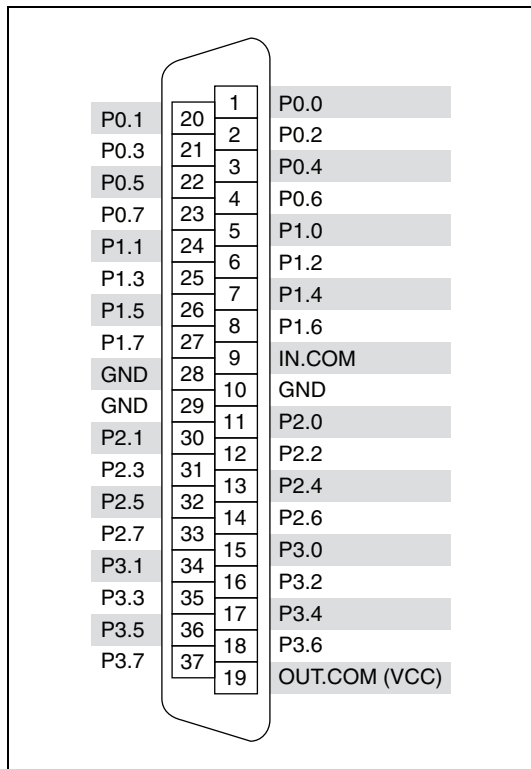 1 P0.0
P0.1 20
2 P0.2
P0.3 21
3 P0.4
P0.5 22
4 P0.6
P0.7 23
5 P1.0
P1.1 24
6 P1.2
P1.3 25
7 P1.4
P1.5 26
8 P1.6
P1.7 27
9 IN.COM
GND 28
10 GND
GND 29
11 P2.0
P2.1 30
12 P2.2
P2.3 31
13 P2.4
P2.5 32
14 P2.6
P2.7 33
15 P3.0
P3.1 34
16 P3.2
P3.3 35
17 P3.4
P3.5 36
18 P3.6
P3.7 37
19 OUT.COM (VCC)